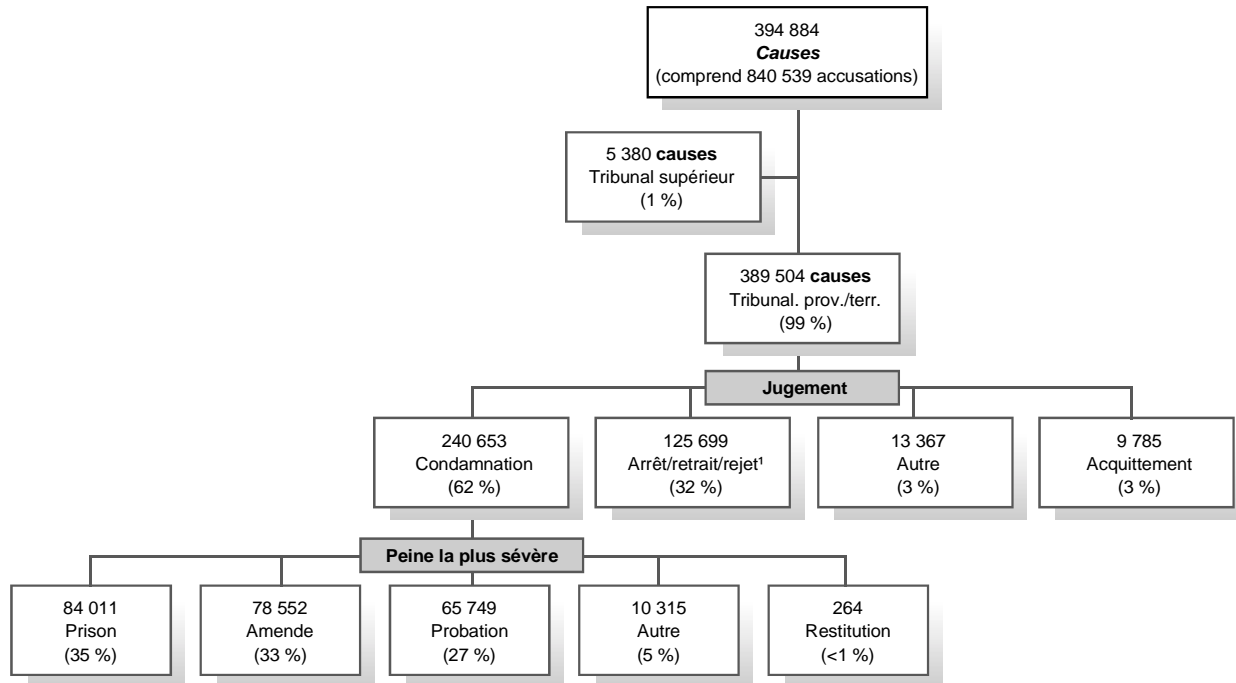 394 884
Causes
(comprend 840 539 accusations)
5 380 causes
Tribunal supérieur
(1 %)
389 504 causes
Tribunal. prov./terr.
(99 %)
Jugement
240 653
Condamnation
(62 %)
125 699
Arrêt/retrait/rejet¹
(32 %)
13 367
Autre
(3 %)
9 785
Acquittement
(3 %)
Peine la plus sévère
84 011
Prison
(35 %)
78 552
Amende
(33 %)
65 749
Probation
(27 %)
10 315
Autre
(5 %)
264
Restitution
(<1 %)